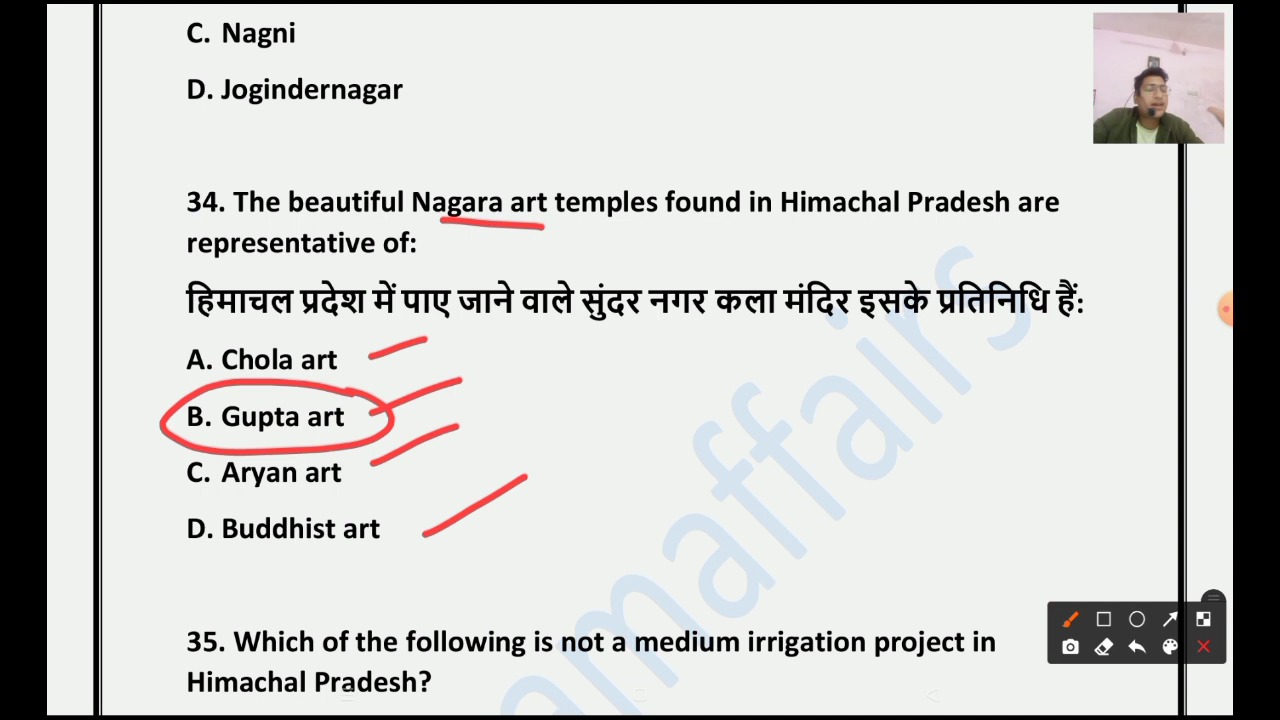 C. Nagni
D. Jogindernagar
34. The beautiful Nagara art temples found in Himachal Pradesh are
representative of:
हिमाचल प्रदेश में पाए जाने वाले सुंदर नगर कला मंदिर इसके प्रतिनिधि हैं:
A. Chola art
B. Gupta art
C. Aryan art
D. Buddhist art
35. Which of the following is not a medium irrigation project in
Himachal Pradesh?
amaffairs